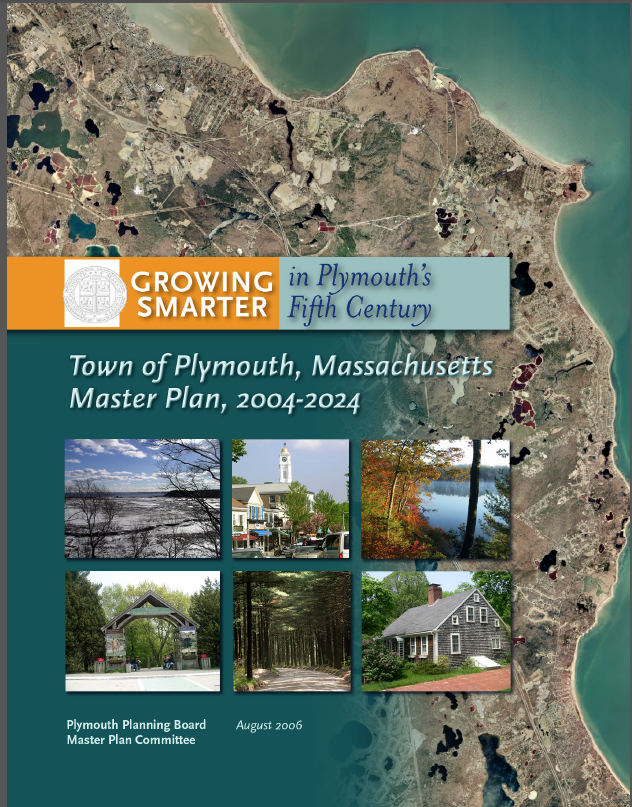 GROWING
SMARTER
in Plymouth's
Fifth Century
Town of Plymouth, Massachusetts
Master Plan, 2004-2024
Plymouth Planning Board
Master Plan Committee
August 2006